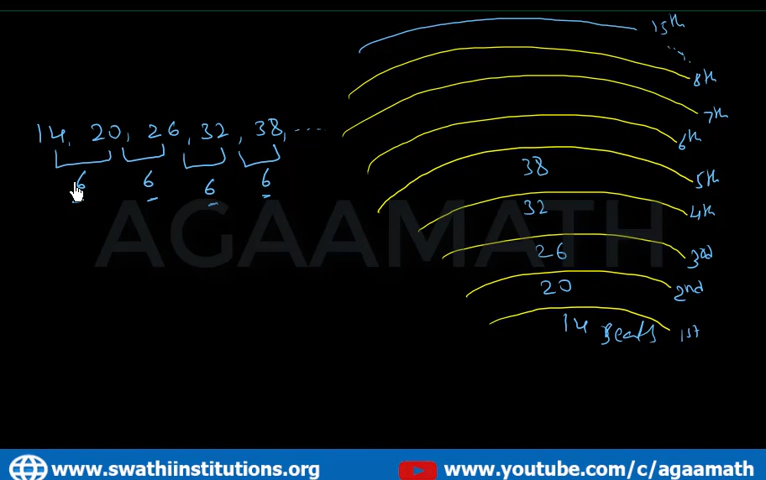 14, 20, 26, 32, 38, ....
6 6 6 6
15th
8th
7th
6th
38 5th
32 4th
26 3rd
20 2nd
14 seats 1st
AGAAMATH
www.swathiinstitutions.org
www.youtube.com/c/agaamath